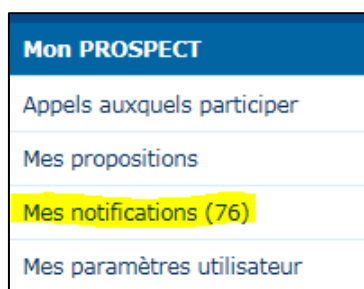 Mon PROSPECT
Appels auxquels participer
Mes propositions
Mes notifications (76)
Mes paramètres utilisateur